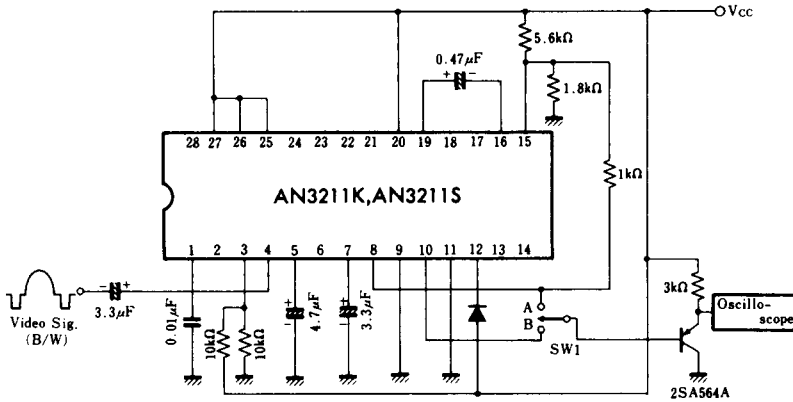 Vcc
5.6kΩ
0.47μF
+ −
1.8kΩ
28 27 26 25 24 23 22 21 20 19 18 17 16 15
1kΩ
AN3211K,AN3211S
1 2 3 4 5 6 7 8 9 10 11 12 13 14
− +
3.3μF
Video Sig.
(B/W)
0.01μF
10kΩ
10kΩ
+
−
4.7μF
+
−
3.3μF
A
B
SW1
3kΩ
Oscillo-
scope
2SA564A